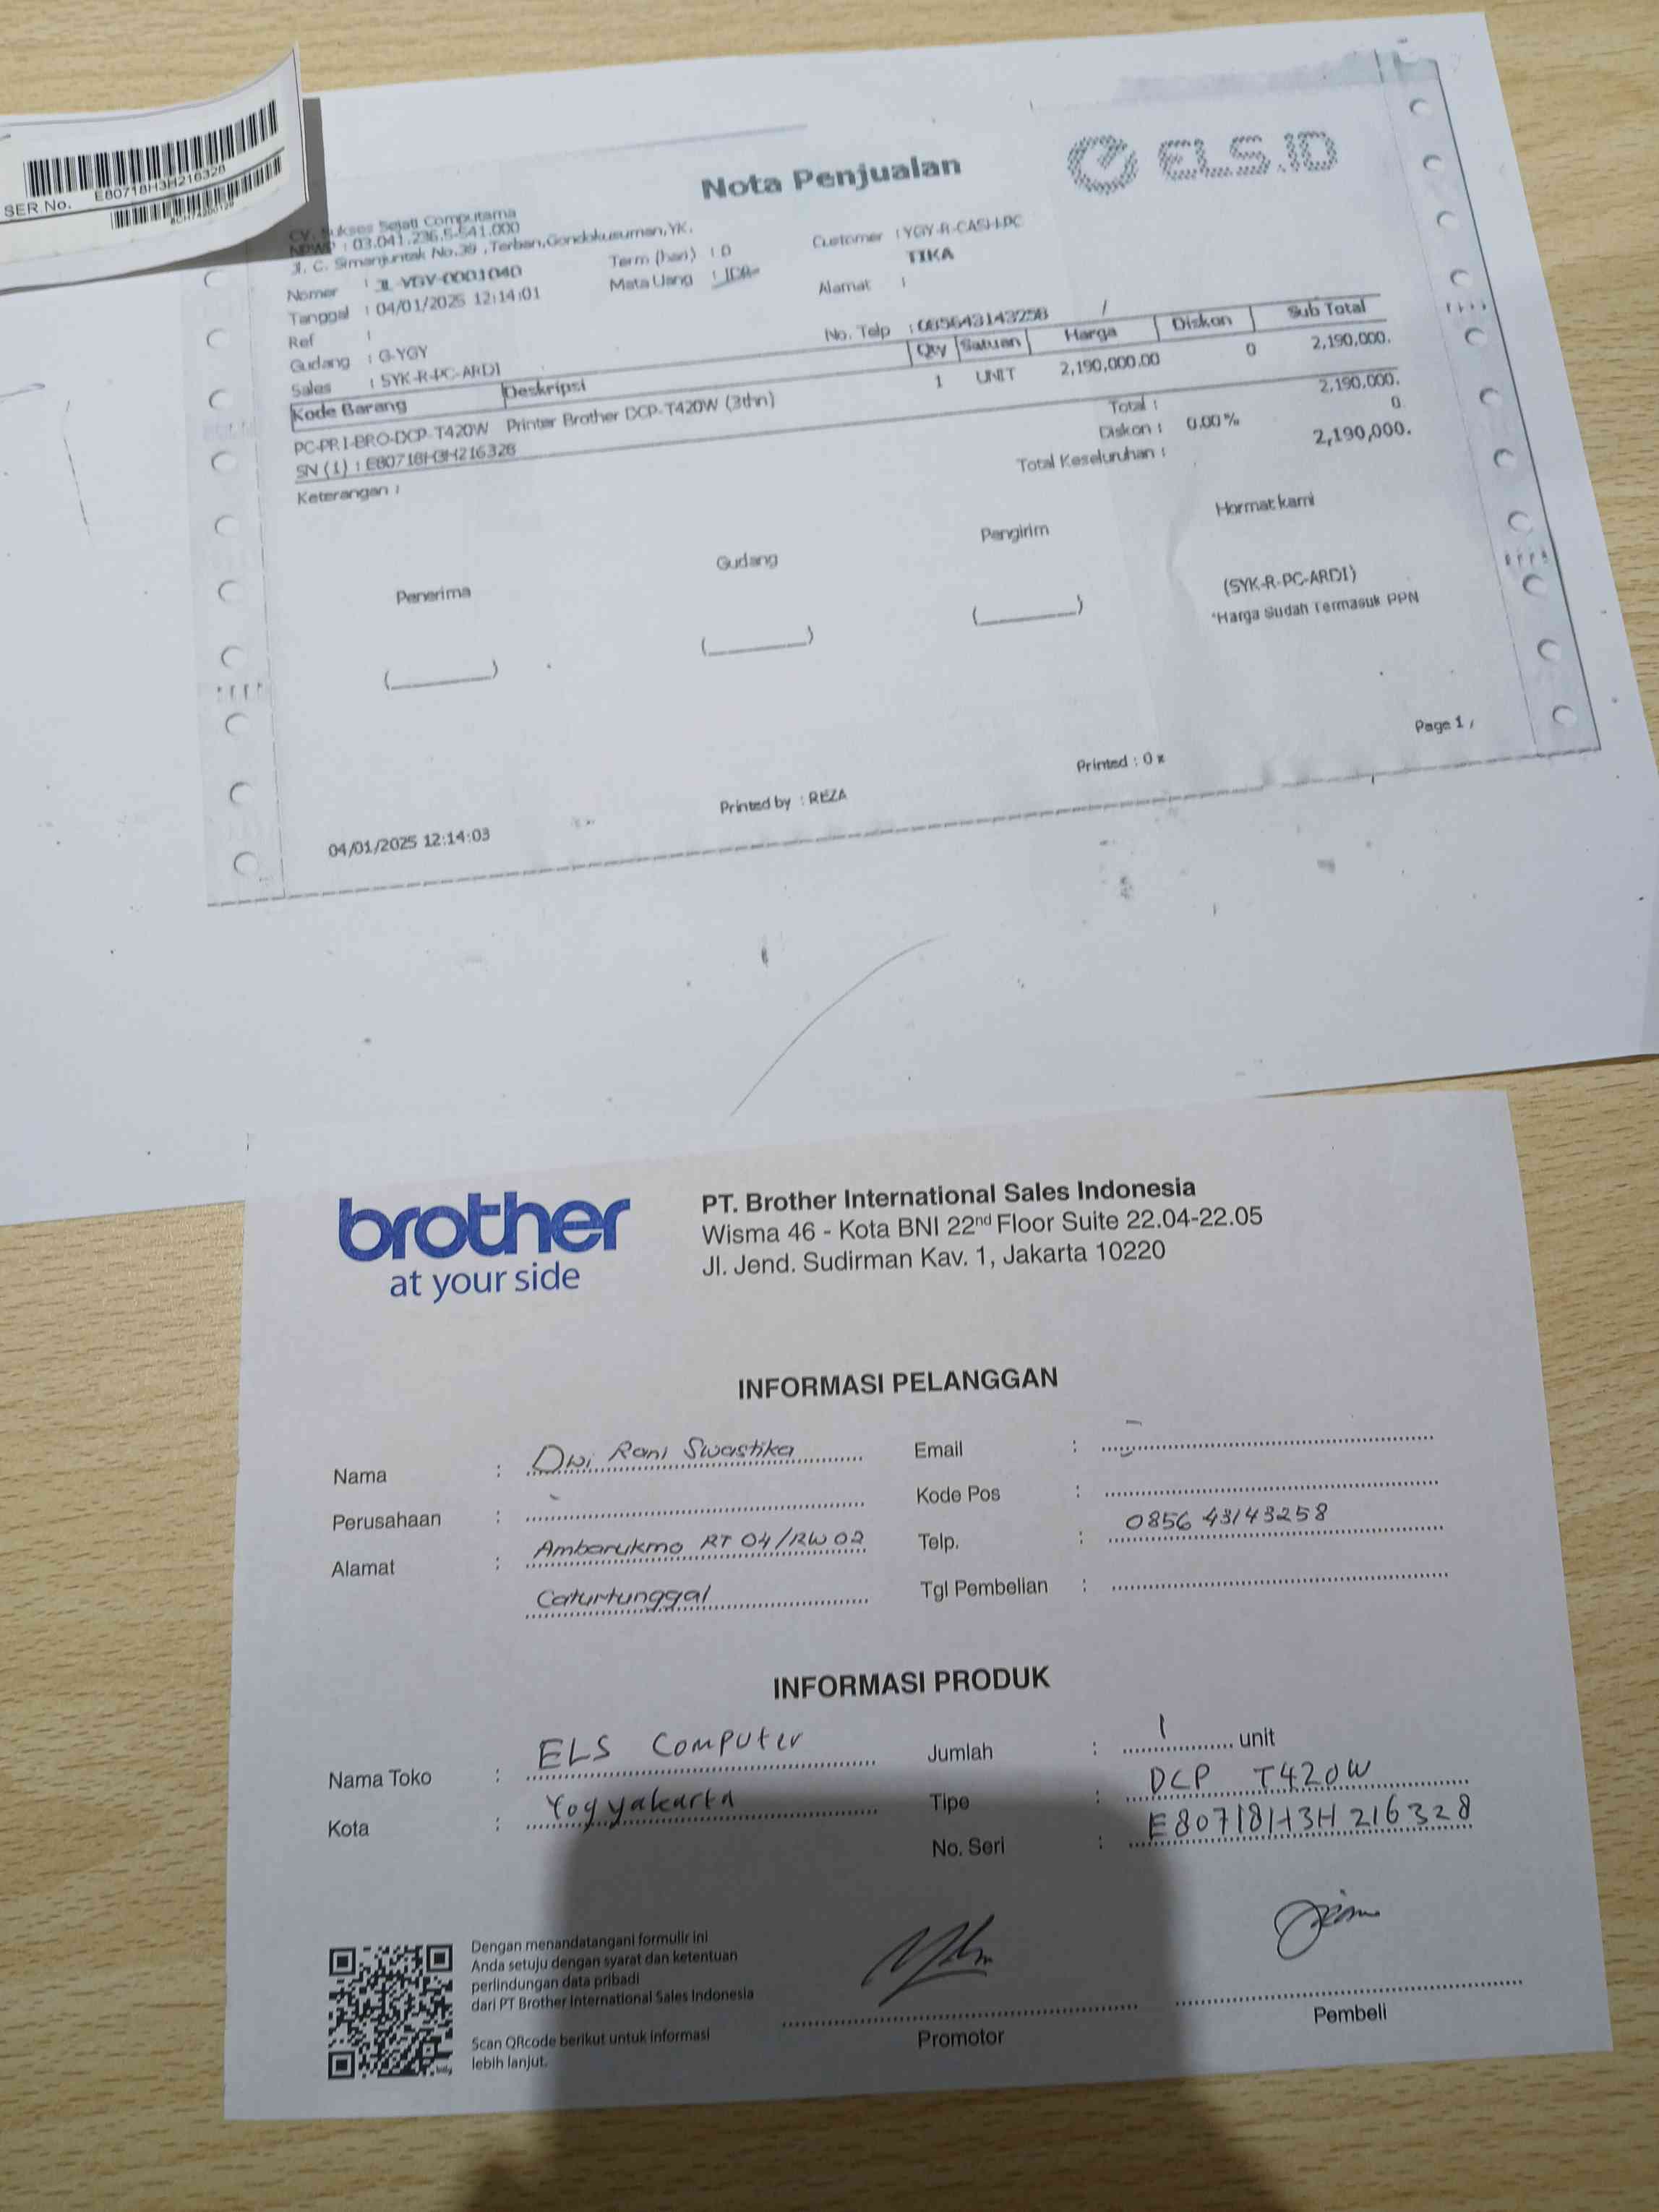 SER No. E80718H3H216328
Nota Penjualan
ELS.ID
CV. Sukses Sejati Computama
NPWP : 03.041.236.5-541.000
Jl. C. Simanjuntak No.39 ,Terban,Gondokusuman,YK.
Nomer : JL-YGY-0001040
Tanggal : 04/01/2025 12:14:01
Ref :
Gudang : G-YGY
Sales : SYK-R-PC-ARDI
Term (hari) : 0
Mata Uang : IDR
Customer : YGY-R-CASH-PC
TIKA
Alamat :
No. Telp : 085643143258 /
Kode Barang Deskripsi Qty Satuan Harga Diskon Sub Total
PC-PRI-BRO-DCP-T420W Printer Brother DCP-T420W (3thn) 1 UNIT 2,190,000.00 0 2,190,000.
SN (1) : E80718H3H216328
Keterangan :
Total : 2,190,000.
Diskon : 0.00 % 0
Total Keseluruhan : 2,190,000.
Penerima Gudang Pengirim Hormat kami
(SYK-R-PC-ARDI)
*Harga Sudah Termasuk PPN
04/01/2025 12:14:03 Printed by : REZA Printed : 0 x Page 1 /
brother
at your side
PT. Brother International Sales Indonesia
Wisma 46 - Kota BNI 22nd Floor Suite 22.04-22.05
Jl. Jend. Sudirman Kav. 1, Jakarta 10220
INFORMASI PELANGGAN
Nama : Dwi Rani Swastika
Perusahaan : -
Alamat : Ambarukmo RT 04/RW 02
Caturtunggal
Email : -
Kode Pos :
Telp. : 0856 43143258
Tgl Pembelian :
INFORMASI PRODUK
Nama Toko : ELS Computer
Kota : Yogyakarta
Jumlah : 1 unit
Tipe : DCP T420W
No. Seri : E80718H3H216328
Dengan menandatangani formulir ini
Anda setuju dengan syarat dan ketentuan
perlindungan data pribadi
dari PT Brother International Sales Indonesia
Scan QRcode berikut untuk informasi
lebih lanjut.
Promotor
Pembeli